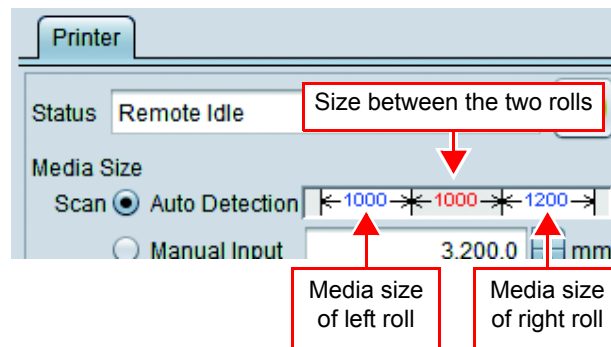 Printer
Status Remote Idle
Size between the two rolls
Media Size
Scan Auto Detection 1000 1000 1200
Manual Input 3,200.0 mm
Media size
of left roll
Media size
of right roll